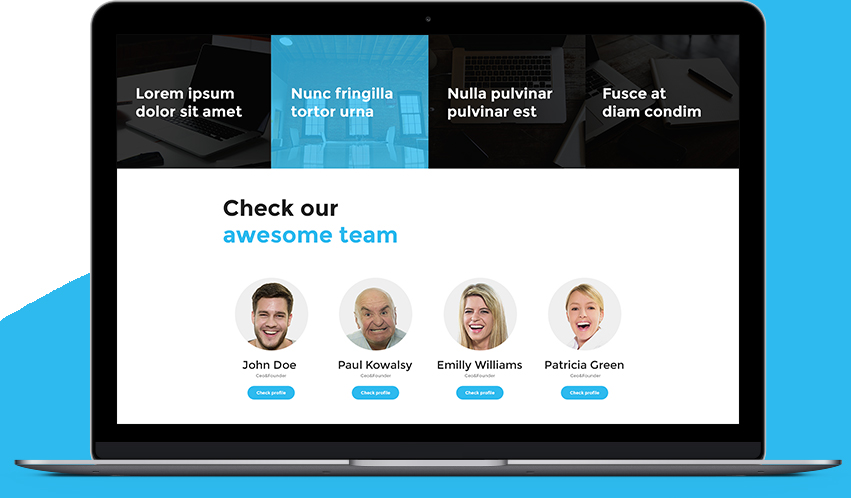 Lorem ipsum
dolor sit amet
Nunc fringilla
tortor urna
Nulla pulvinar
pulvinar est
Fusce at
diam condim
Check our
awesome team
John Doe
Ceo&Founder
Check profile
Paul Kowalsy
Ceo&Founder
Check profile
Emilly Williams
Ceo&Founder
Check profile
Patricia Green
Ceo&Founder
Check profile